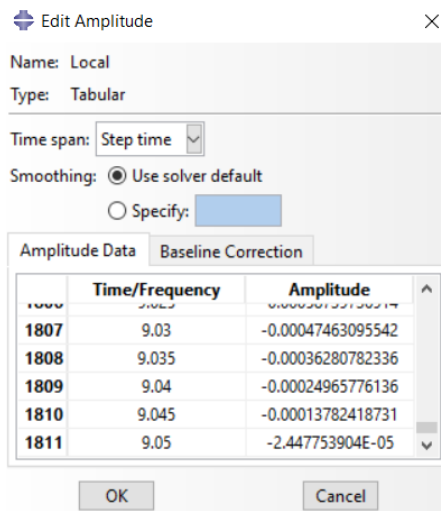 Edit Amplitude
Name: Local
Type: Tabular
Time span: Step time
Smoothing: Use solver default
Specify:
Amplitude Data Baseline Correction
Time/Frequency Amplitude
1807 9.03 -0.00047463095542
1808 9.035 -0.00036280782336
1809 9.04 -0.00024965776136
1810 9.045 -0.00013782418731
1811 9.05 -2.447753904E-05
OK Cancel